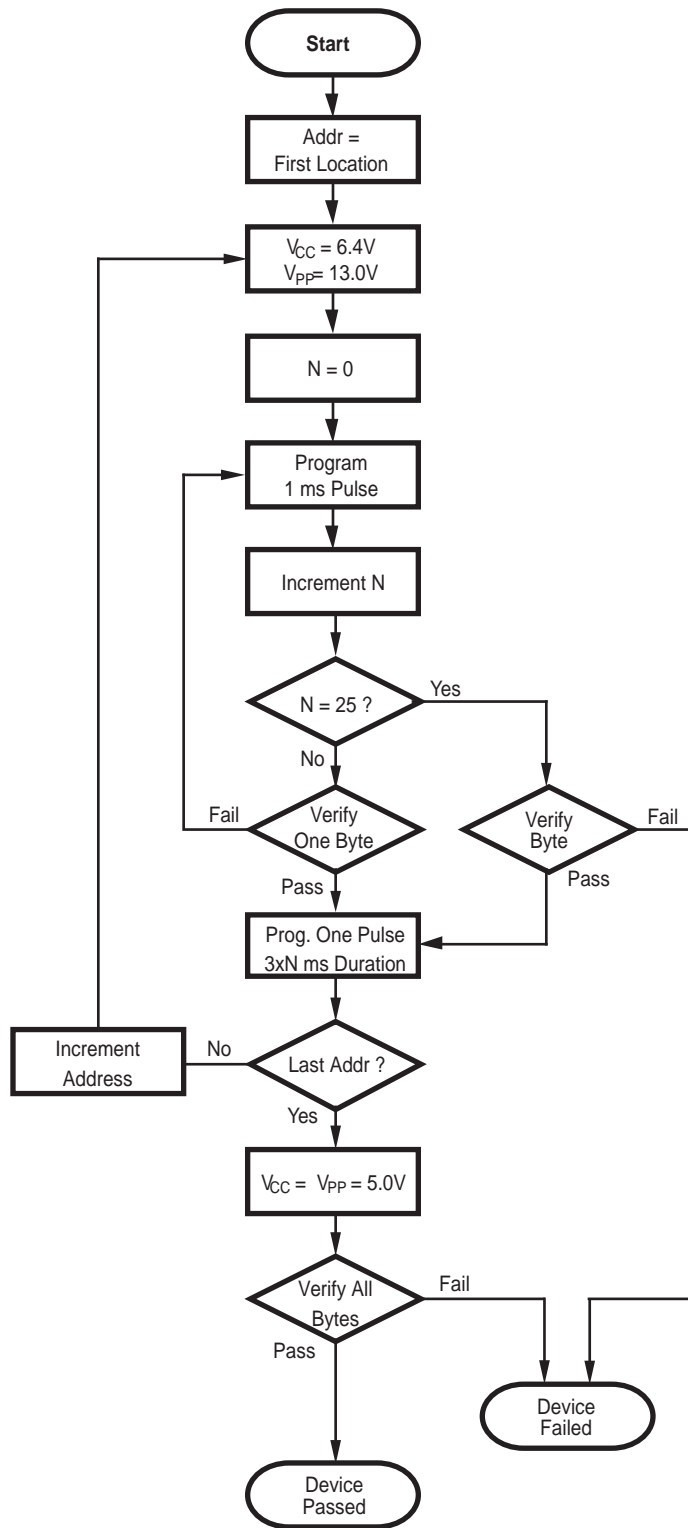 Start
Addr =
First Location
VCC = 6.4V
VPP= 13.0V
N = 0
Program
1 ms Pulse
Increment N
N = 25 ?
Yes
No
Fail
Verify
One Byte
Verify
Byte
Fail
Pass
Pass
Prog. One Pulse
3xN ms Duration
Increment
Address
No
Last Addr ?
Yes
VCC = VPP = 5.0V
Verify All
Bytes
Fail
Pass
Device
Failed
Device
Passed